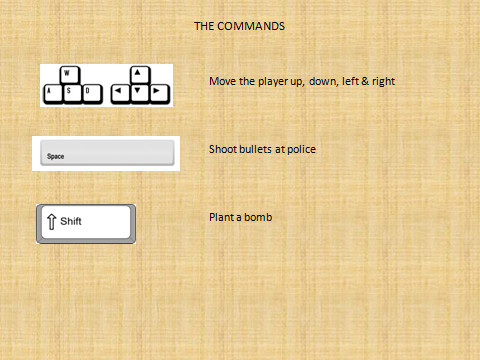 THE COMMANDS
W
A S D
Move the player up, down, left & right
Space
Shoot bullets at police
Shift
Plant a bomb